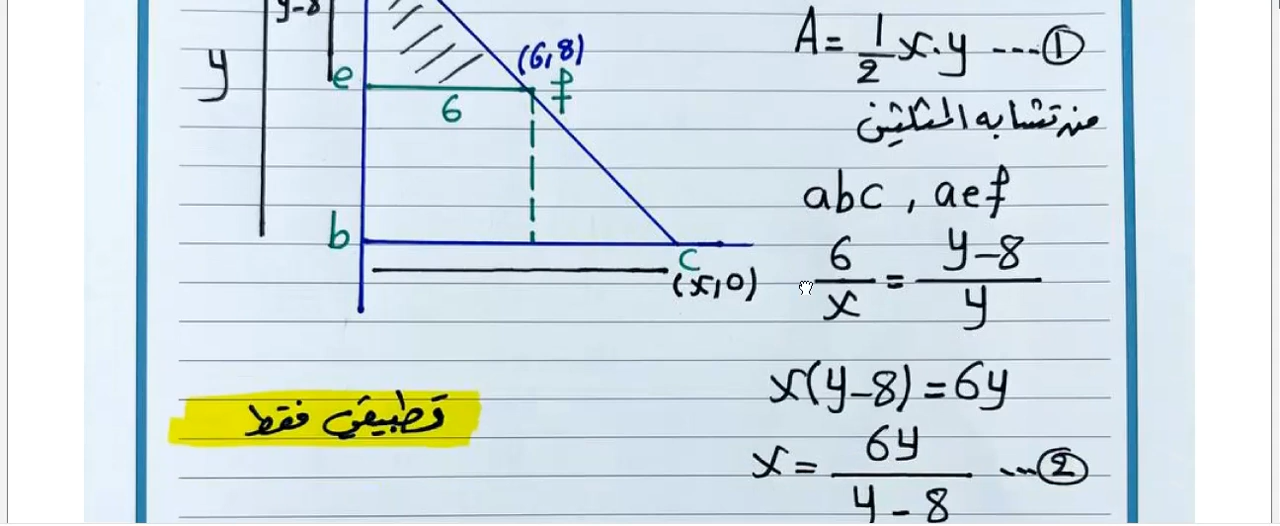 y-8
y
e
(6,8)
f
6
b
c
(x,0)
تطبيقي فقط
A = 1/2 x.y ---①
من تشابه المثلثين
abc , aef
6/x = y-8/y
x(y-8)=6y
x = 6y/y-8 ---②